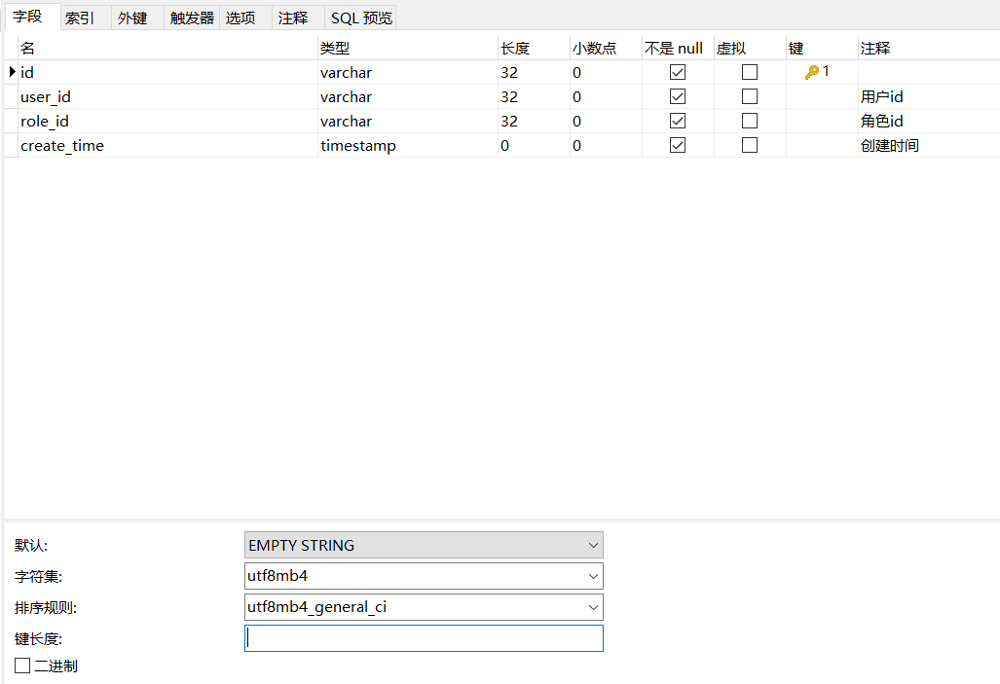 字段 索引 外键 触发器 选项 注释 SQL 预览
名 类型 长度 小数点 不是 null 虚拟 键 注释
id varchar 32 0 1
user_id varchar 32 0 用户id
role_id varchar 32 0 角色id
create_time timestamp 0 0 创建时间
默认: EMPTY STRING
字符集: utf8mb4
排序规则: utf8mb4_general_ci
键长度:
二进制